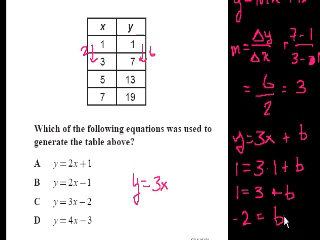 x y
1 1
3 7
5 13
7 19
2 6
Which of the following equations was used to
generate the table above?
A y = 2x + 1
B y = 2x − 1
C y = 3x − 2
D y = 4x − 3
y = 3x
m = Δy/Δx = 7-1/3-
= 6/2 = 3
y = 3x + b
1 = 3·1 + b
1 = 3 + b
-2 = b